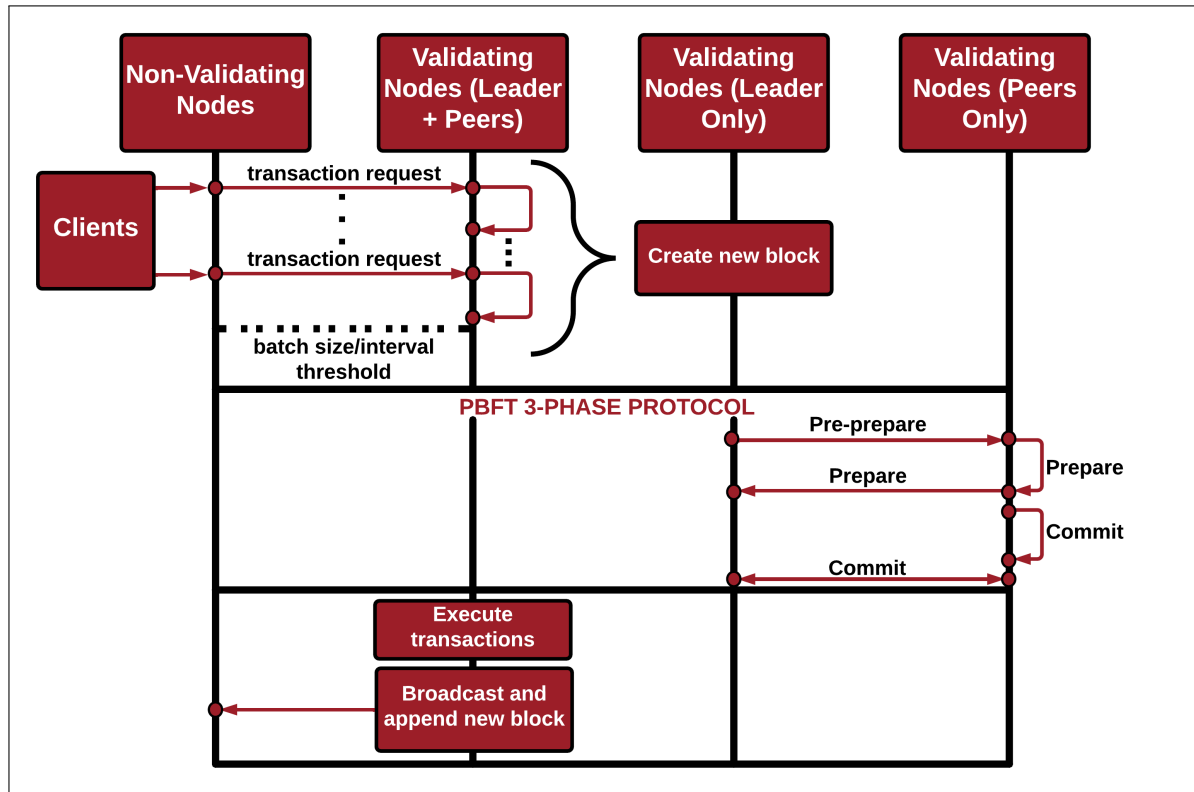 Non-Validating
Nodes
Validating
Nodes (Leader
+ Peers)
Validating
Nodes (Leader
Only)
Validating
Nodes (Peers
Only)
Clients
transaction request
transaction request
batch size/interval
threshold
Create new block
PBFT 3-PHASE PROTOCOL
Pre-prepare
Prepare
Prepare
Commit
Commit
Execute
transactions
Broadcast and
append new block